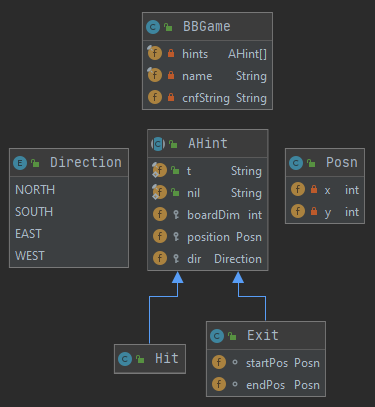 BBGame
hints AHint[]
name String
cnfString String
Direction
NORTH
SOUTH
EAST
WEST
AHint
t String
nil String
boardDim int
position Posn
dir Direction
Posn
x int
y int
Hit
Exit
startPos Posn
endPos Posn